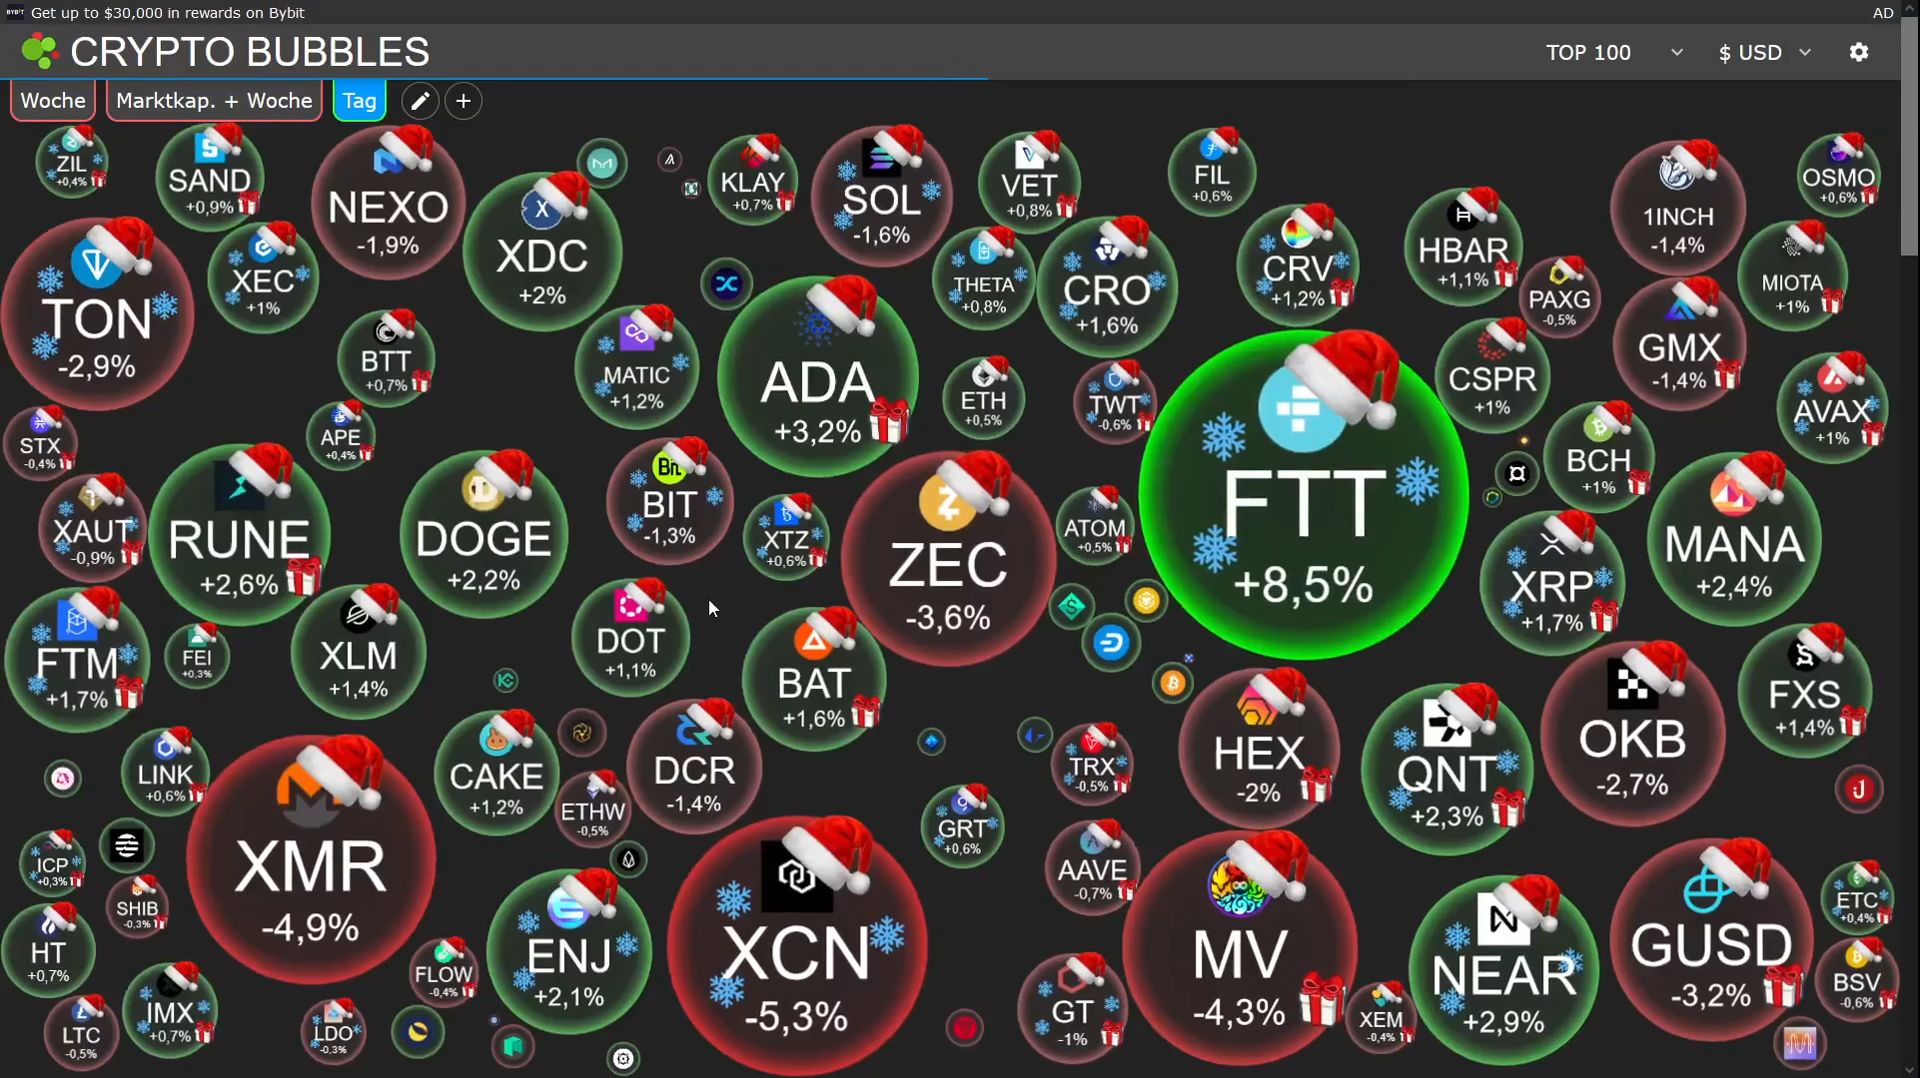 BYBIT Get up to $30,000 in rewards on Bybit
AD
CRYPTO BUBBLES
TOP 100
$ USD
Woche
Marktkap. + Woche
Tag
ZIL
+0,4%
SAND
+0,9%
NEXO
-1,9%
XDC
+2%
KLAY
+0,7%
SOL
-1,6%
VET
+0,8%
FIL
+0,6%
HBAR
+1,1%
1INCH
-1,4%
OSMO
+0,6%
TON
-2,9%
XEC
+1%
BTT
+0,7%
MATIC
+1,2%
ADA
+3,2%
THETA
+0,8%
CRO
+1,6%
CRV
+1,2%
PAXG
-0,5%
GMX
-1,4%
MIOTA
+1%
STX
-0,4%
APE
+0,4%
ETH
+0,5%
TWT
-0,6%
FTT
+8,5%
CSPR
+1%
BCH
+1%
AVAX
+1%
XAUT
-0,9%
RUNE
+2,6%
DOGE
+2,2%
Bit
BIT
-1,3%
XTZ
+0,6%
ZEC
-3,6%
ATOM
+0,5%
XRP
+1,7%
MANA
+2,4%
FTM
+1,7%
FEI
+0,3%
XLM
+1,4%
DOT
+1,1%
BAT
+1,6%
HEX
-2%
QNT
+2,3%
OKB
-2,7%
FXS
+1,4%
LINK
+0,6%
XMR
-4,9%
CAKE
+1,2%
ETHW
-0,5%
DCR
-1,4%
TRX
-0,5%
GRT
+0,6%
AAVE
-0,7%
ICP
+0,3%
SHIB
-0,3%
HT
+0,7%
LTC
-0,5%
IMX
+0,7%
LDO
-0,3%
FLOW
-0,4%
ENJ
+2,1%
XCN
-5,3%
GT
-1%
MV
-4,3%
XEM
-0,4%
NEAR
+2,9%
GUSD
-3,2%
ETC
+0,4%
BSV
-0,6%